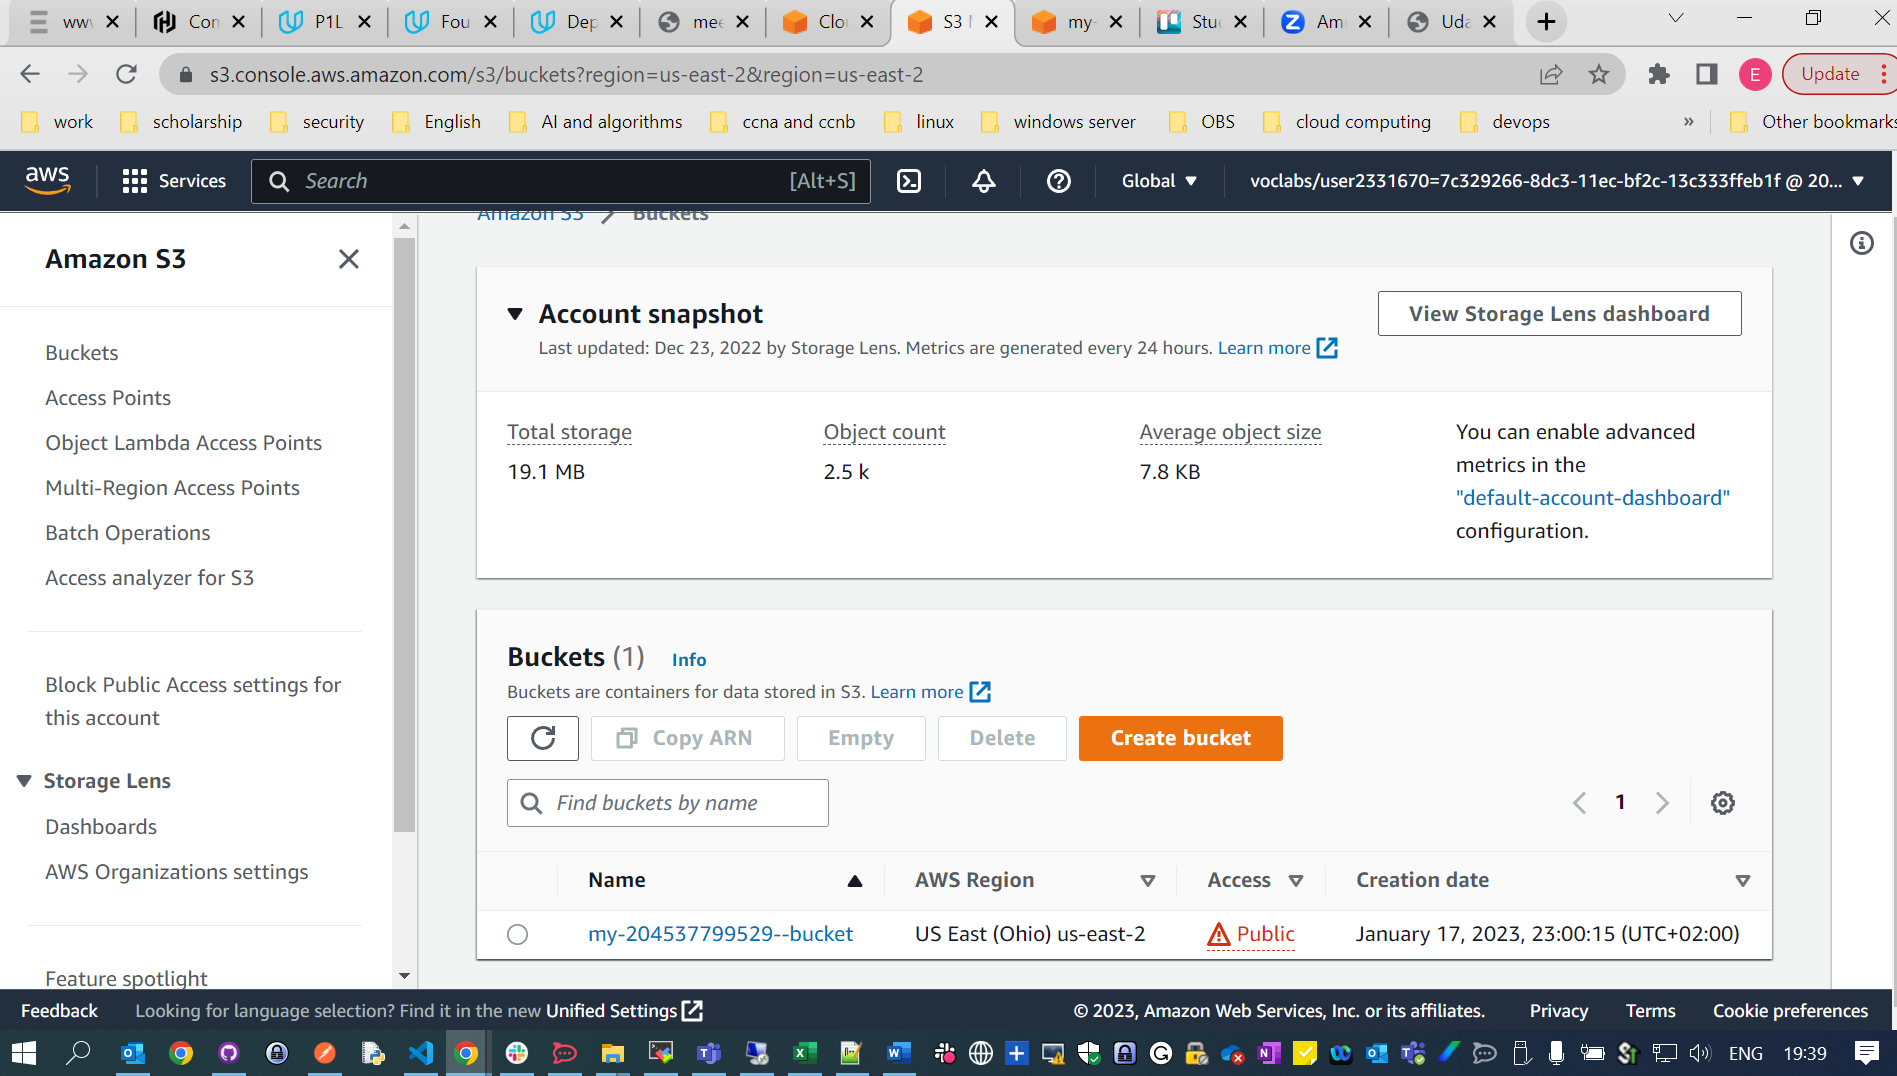 www Con P1L Fou Dep mee Clou S3 M my- Stu Am Uda
s3.console.aws.amazon.com/s3/buckets?region=us-east-2&region=us-east-2 E Update
work scholarship security English AI and algorithms ccna and ccnb linux windows server OBS cloud computing devops » Other bookmarks
aws Services Search [Alt+S] Global voclabs/user2331670=7c329266-8dc3-11ec-bf2c-13c333ffeb1f @ 20...
Amazon S3 Buckets
Amazon S3
Buckets
Access Points
Object Lambda Access Points
Multi-Region Access Points
Batch Operations
Access analyzer for S3
Block Public Access settings for
this account
Storage Lens
Dashboards
AWS Organizations settings
Feature spotlight
Account snapshot
View Storage Lens dashboard
Last updated: Dec 23, 2022 by Storage Lens. Metrics are generated every 24 hours. Learn more
Total storage
19.1 MB
Object count
2.5 k
Average object size
7.8 KB
You can enable advanced
metrics in the
"default-account-dashboard"
configuration.
Buckets (1) Info
Buckets are containers for data stored in S3. Learn more
Copy ARN Empty Delete Create bucket
Find buckets by name
1
Name AWS Region Access Creation date
my-204537799529--bucket US East (Ohio) us-east-2 Public January 17, 2023, 23:00:15 (UTC+02:00)
Feedback Looking for language selection? Find it in the new Unified Settings © 2023, Amazon Web Services, Inc. or its affiliates. Privacy Terms Cookie preferences
ENG 19:39